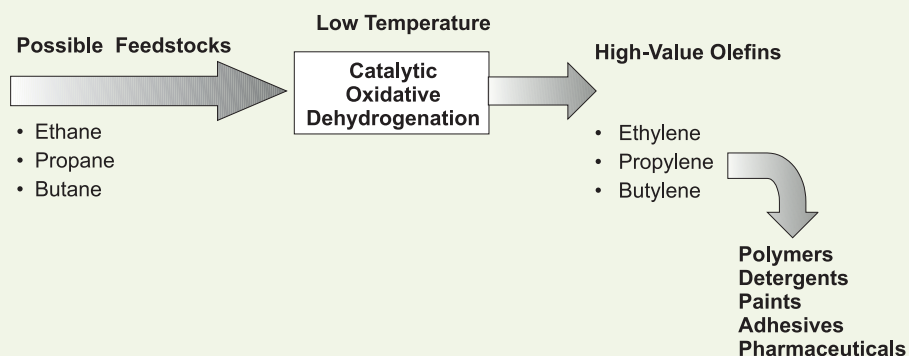 Low Temperature
Possible Feedstocks
High-Value Olefins
Catalytic
Oxidative
Dehydrogenation
• Ethane
• Propane
• Butane
• Ethylene
• Propylene
• Butylene
Polymers
Detergents
Paints
Adhesives
Pharmaceuticals